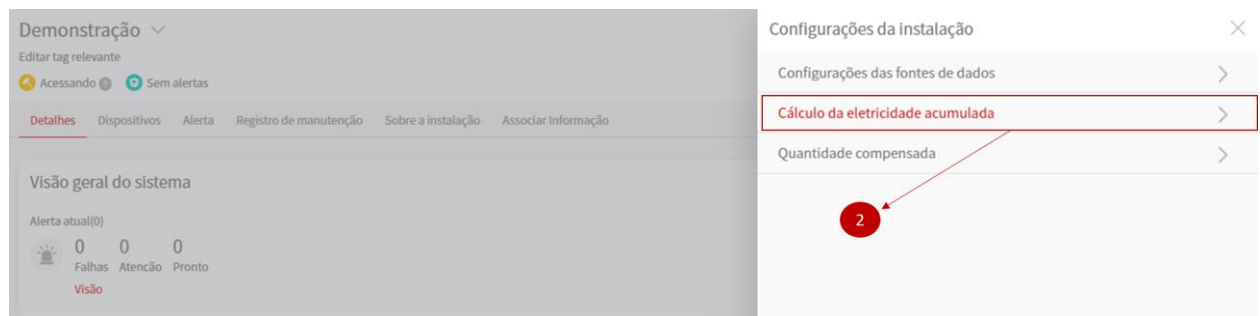 Demonstração
Editar tag relevante
Acessando ? Sem alertas
Detalhes Dispositivos Alerta Registro de manutenção Sobre a instalação Associar Informação
Visão geral do sistema
Alerta atual(0)
0 0 0
Falhas Atenção Pronto
Visão
Configurações da instalação
Configurações das fontes de dados
Cálculo da eletricidade acumulada
Quantidade compensada
2